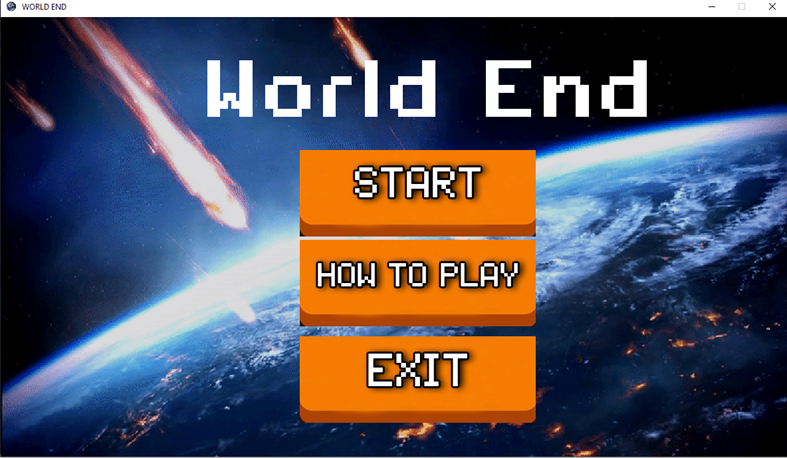 WORLD END
World End
START
HOW TO PLAY
EXIT